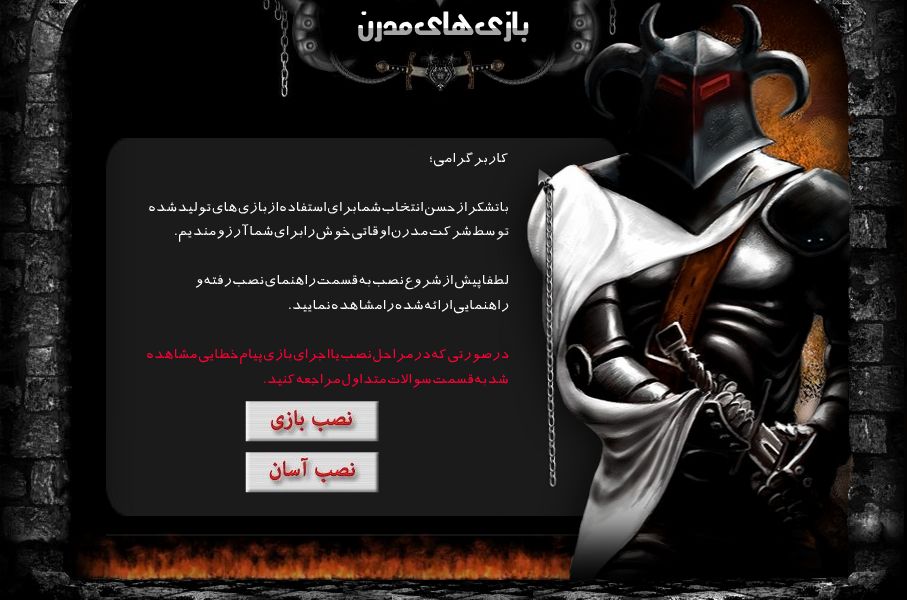 بازی های مدرن
کاربر گرامی؛
با تشکر از حسن انتخاب شما برای استفاده از بازی های تولید شده
توسط شرکت مدرن اوقاتی خوش را برای شما آرزومندیم.
لطفا پیش از شروع نصب به قسمت راهنمای نصب رفته و
راهنمایی ارائه شده را مشاهده نمایید.
در صورتی که در مراحل نصب یا اجرای بازی پیام خطایی مشاهده
شد به قسمت سوالات متداول مراجعه کنید.
نصب بازی
نصب آسان